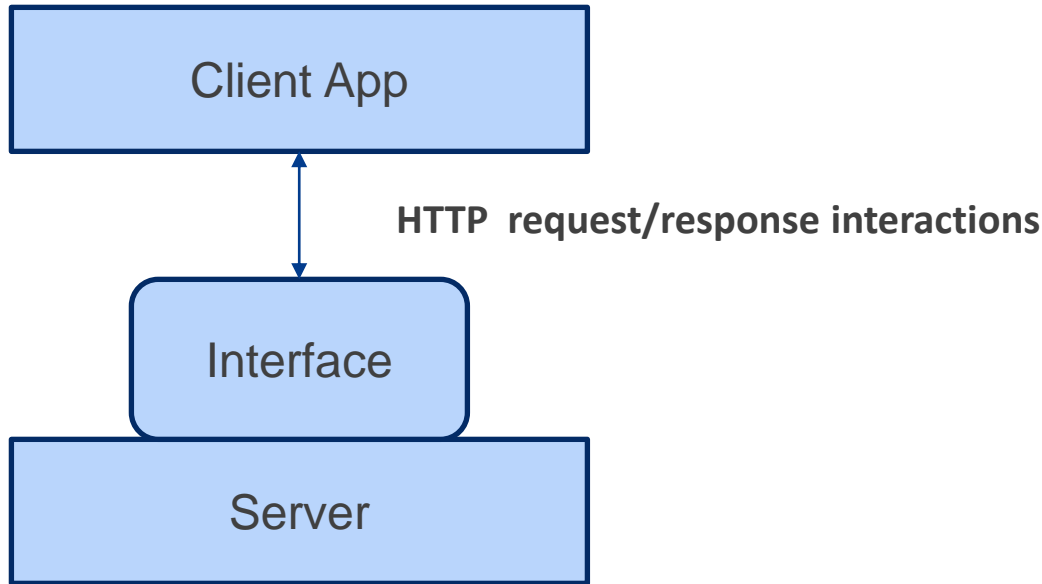 Client App
HTTP request/response interactions
Interface
Server